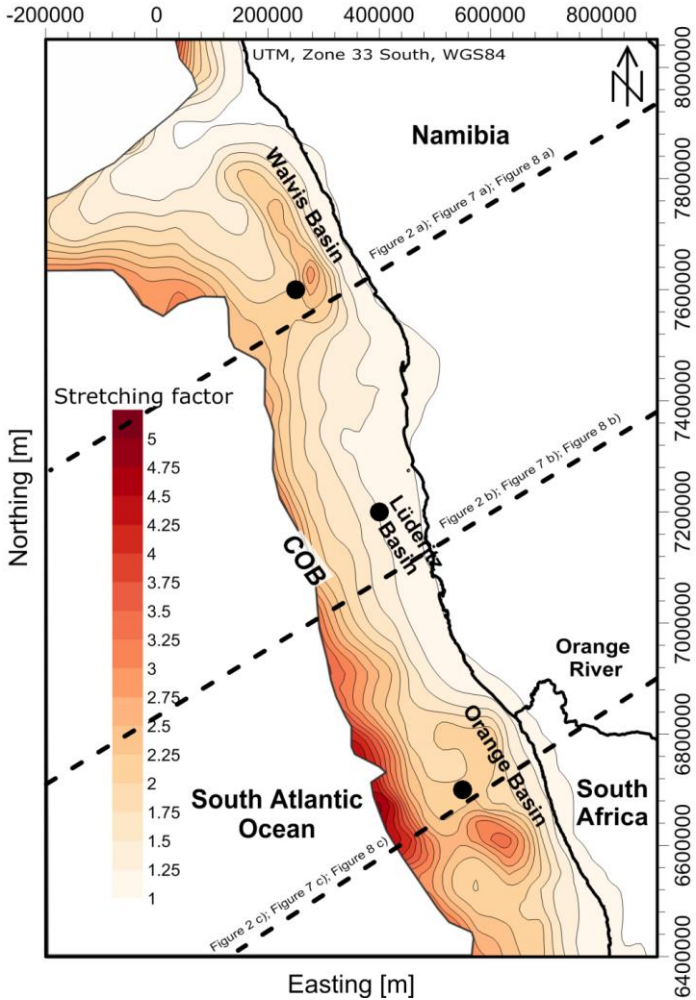 -200000 0 200000 400000 600000 800000
UTM, Zone 33 South, WGS84
N
Namibia
Walvis Basin
Figure 2 a); Figure 7 a); Figure 8 a)
Stretching factor
5
4.75
4.5
4.25
4
3.75
3.5
3.25
3
2.75
2.5
2.25
2
1.75
1.5
1.25
1
Figure 2 b); Figure 7 b); Figure 8 b)
Lüderitz
Basin
COB
Orange
River
Orange Basin
South
Africa
South Atlantic
Ocean
Figure 2 c); Figure 7 c); Figure 8 c)
Northing [m]
8000000
7800000
7600000
7400000
7200000
7000000
6800000
6600000
6400000
Easting [m]